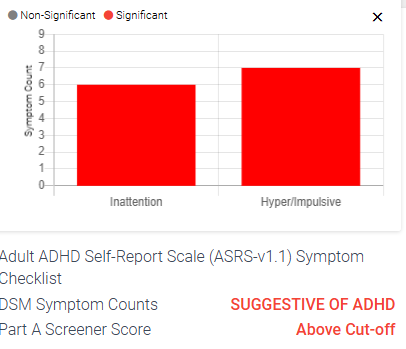 Non-Significant Significant ×
9
8
7
6
5
4
3
2
1
0
Symptom Count
Inattention Hyper/Impulsive
Adult ADHD Self-Report Scale (ASRS-v1.1) Symptom
Checklist
DSM Symptom Counts SUGGESTIVE OF ADHD
Part A Screener Score Above Cut-off